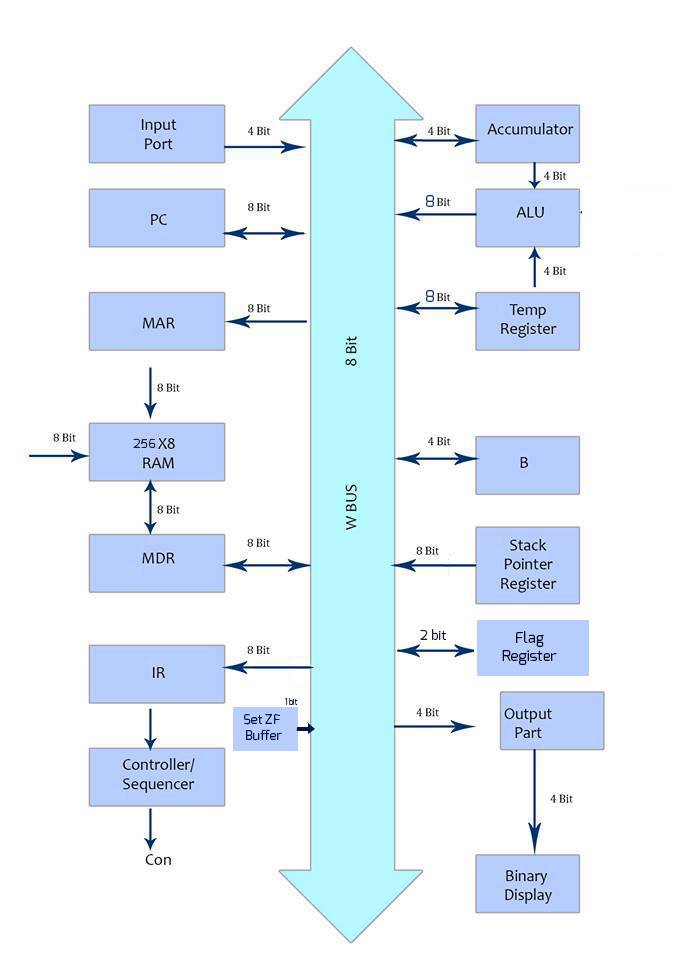 Input
Port
4 Bit
4 Bit
Accumulator
4 Bit
PC
8 Bit
8 Bit
ALU
4 Bit
MAR
8 Bit
8 Bit
Temp
Register
8 Bit
8 Bit
8 Bit
256 X8
RAM
4 Bit
B
8 Bit
W BUS
MDR
8 Bit
8 Bit
Stack
Pointer
Register
2 bit
Flag
Register
IR
8 Bit
1bit
Set ZF
Buffer
4 Bit
Output
Part
Controller/
Sequencer
4 Bit
Con
Binary
Display